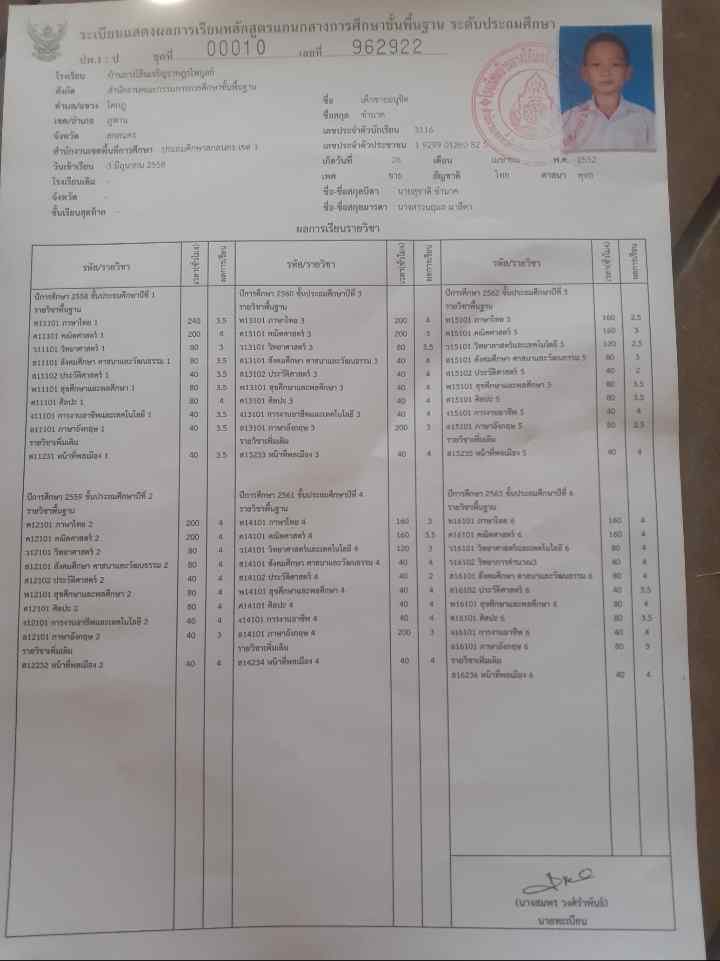 ระเบียนแสดงผลการเรียนหลักสูตรแกนกลางการศึกษาขั้นพื้นฐาน ระดับประถมศึกษา
ปพ.1 : ป ชุดที่ 00010 เลขที่ 962922
โรงเรียน
สังกัด สำนักงานคณะกรรมการการศึกษาขั้นพื้นฐาน
ตำบล/แขวง โคกภู
เขต/อำเภอ ภูพาน
จังหวัด สกลนคร
สำนักงานเขตพื้นที่การศึกษา ประถมศึกษาสกลนคร เขต 1
วันเข้าเรียน
โรงเรียนเดิม -
จังหวัด -
ชั้นเรียนสุดท้าย -
ชื่อ เด็กชายอนุชิต
ชื่อสกุล
เลขประจำตัวนักเรียน 3116
เลขประจำตัวประชาชน
เกิดวันที่ 26 เดือน เมษายน พ.ศ. 2552
เพศ ชาย สัญชาติ ไทย ศาสนา พุทธ
ชื่อ-ชื่อสกุลบิดา
ชื่อ-ชื่อสกุลมารดา
ผลการเรียนรายวิชา
รหัส/รายวิชา เวลา(ชั่วโมง) ผลการเรียน รหัส/รายวิชา เวลา(ชั่วโมง) ผลการเรียน รหัส/รายวิชา เวลา(ชั่วโมง) ผลการเรียน
ปีการศึกษา 2558 ชั้นประถมศึกษาปีที่ 1
รายวิชาพื้นฐาน
ท11101 ภาษาไทย 1 240 3.5
ค11101 คณิตศาสตร์ 1 200 4
ว11101 วิทยาศาสตร์ 1 80 3
ส11101 สังคมศึกษา ศาสนาและวัฒนธรรม 1 80 3.5
ส11102 ประวัติศาสตร์ 1 40 3.5
พ11101 สุขศึกษาและพลศึกษา 1 80 3.5
ศ11101 ศิลปะ 1 80 4
ง11101 การงานอาชีพและเทคโนโลยี 1 40 3.5
อ11101 ภาษาอังกฤษ 1 40 3.5
รายวิชาเพิ่มเติม
ส11231 หน้าที่พลเมือง 1 40 3.5
ปีการศึกษา 2559 ชั้นประถมศึกษาปีที่ 2
รายวิชาพื้นฐาน
ท12101 ภาษาไทย 2 200 4
ค12101 คณิตศาสตร์ 2 200 4
ว12101 วิทยาศาสตร์ 2 80 4
ส12101 สังคมศึกษา ศาสนาและวัฒนธรรม 2 80 4
ส12102 ประวัติศาสตร์ 2 40 4
พ12101 สุขศึกษาและพลศึกษา 2 80 4
ศ12101 ศิลปะ 2 80 4
ง12101 การงานอาชีพและเทคโนโลยี 2 40 4
อ12101 ภาษาอังกฤษ 2 40 3
รายวิชาเพิ่มเติม
ส12232 หน้าที่พลเมือง 2 40 4
ปีการศึกษา 2560 ชั้นประถมศึกษาปีที่ 3
รายวิชาพื้นฐาน
ท13101 ภาษาไทย 3 200 4
ค13101 คณิตศาสตร์ 3 200 3
ว13101 วิทยาศาสตร์ 3 80 3.5
ส13101 สังคมศึกษา ศาสนาและวัฒนธรรม 3 40 4
ส13102 ประวัติศาสตร์ 3 40 4
พ13101 สุขศึกษาและพลศึกษา 3 40 4
ศ13101 ศิลปะ 3 40 4
ง13101 การงานอาชีพและเทคโนโลยี 3 40 4
อ13101 ภาษาอังกฤษ 3 200 3
รายวิชาเพิ่มเติม
ส13233 หน้าที่พลเมือง 3 40 4
ปีการศึกษา 2561 ชั้นประถมศึกษาปีที่ 4
รายวิชาพื้นฐาน
ท14101 ภาษาไทย 4 160 3
ค14101 คณิตศาสตร์ 4 160 3.5
ว14101 วิทยาศาสตร์และเทคโนโลยี 4 120 3
ส14101 สังคมศึกษา ศาสนาและวัฒนธรรม 4 40 4
ส14102 ประวัติศาสตร์ 4 40 2
พ14101 สุขศึกษาและพลศึกษา 4 40 4
ศ14101 ศิลปะ 4 40 4
ง14101 การงานอาชีพ 4 40 4
อ14101 ภาษาอังกฤษ 4 200 3
รายวิชาเพิ่มเติม
ส14234 หน้าที่พลเมือง 4 40 4
ปีการศึกษา 2562 ชั้นประถมศึกษาปีที่ 5
รายวิชาพื้นฐาน
ท15101 ภาษาไทย 5 160 2.5
ค15101 คณิตศาสตร์ 5 160 3
ว15101 วิทยาศาสตร์และเทคโนโลยี 5 120 2.5
ส15101 สังคมศึกษา ศาสนาและวัฒนธรรม 5 80 3
ส15102 ประวัติศาสตร์ 5 40 2
พ15101 สุขศึกษาและพลศึกษา 5 80 3.5
ศ15101 ศิลปะ 5 80 3.5
ง15101 การงานอาชีพ 5 40 4
อ15101 ภาษาอังกฤษ 5 80 2.5
รายวิชาเพิ่มเติม
ส15235 หน้าที่พลเมือง 5 40 4
ปีการศึกษา 2563 ชั้นประถมศึกษาปีที่ 6
รายวิชาพื้นฐาน
ท16101 ภาษาไทย 6 160 4
ค16101 คณิตศาสตร์ 6 160 4
ว16101 วิทยาศาสตร์และเทคโนโลยี 6 80 4
ว16102 วิทยาการคำนวณ3 40 4
ส16101 สังคมศึกษา ศาสนาและวัฒนธรรม 6 80 4
ส16102 ประวัติศาสตร์ 6 40 3.5
พ16101 สุขศึกษาและพลศึกษา 6 80 4
ศ16101 ศิลปะ 6 80 3.5
ง16101 การงานอาชีพ 6 40 4
อ16101 ภาษาอังกฤษ 6 80 3
รายวิชาเพิ่มเติม
ส16236 หน้าที่พลเมือง 6 40 4
(นางสมพร วงศ์รำพันธ์)
นายทะเบียน